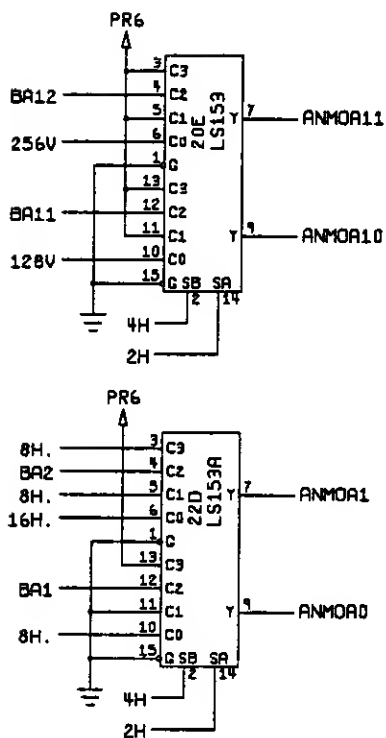 PR6
3 C3
BA12 4 C2
5 C1 Y 7 ANMOA11
256V 6 C0
1 G
13 C3
BA11 12 C2
11 C1 Y 9 ANMOA10
128V 10 C0
15 G SB SA
20E
LS153
2 14
4H
2H
PR6
8H. 3 C3
BA2 4 C2
8H. 5 C1 Y 7 ANMOA1
16H. 6 C0
1 G
13 C3
BA1 12 C2
11 C1 Y 9 ANMOA0
8H. 10 C0
15 G SB SA
22D
LS153A
2 14
4H
2H